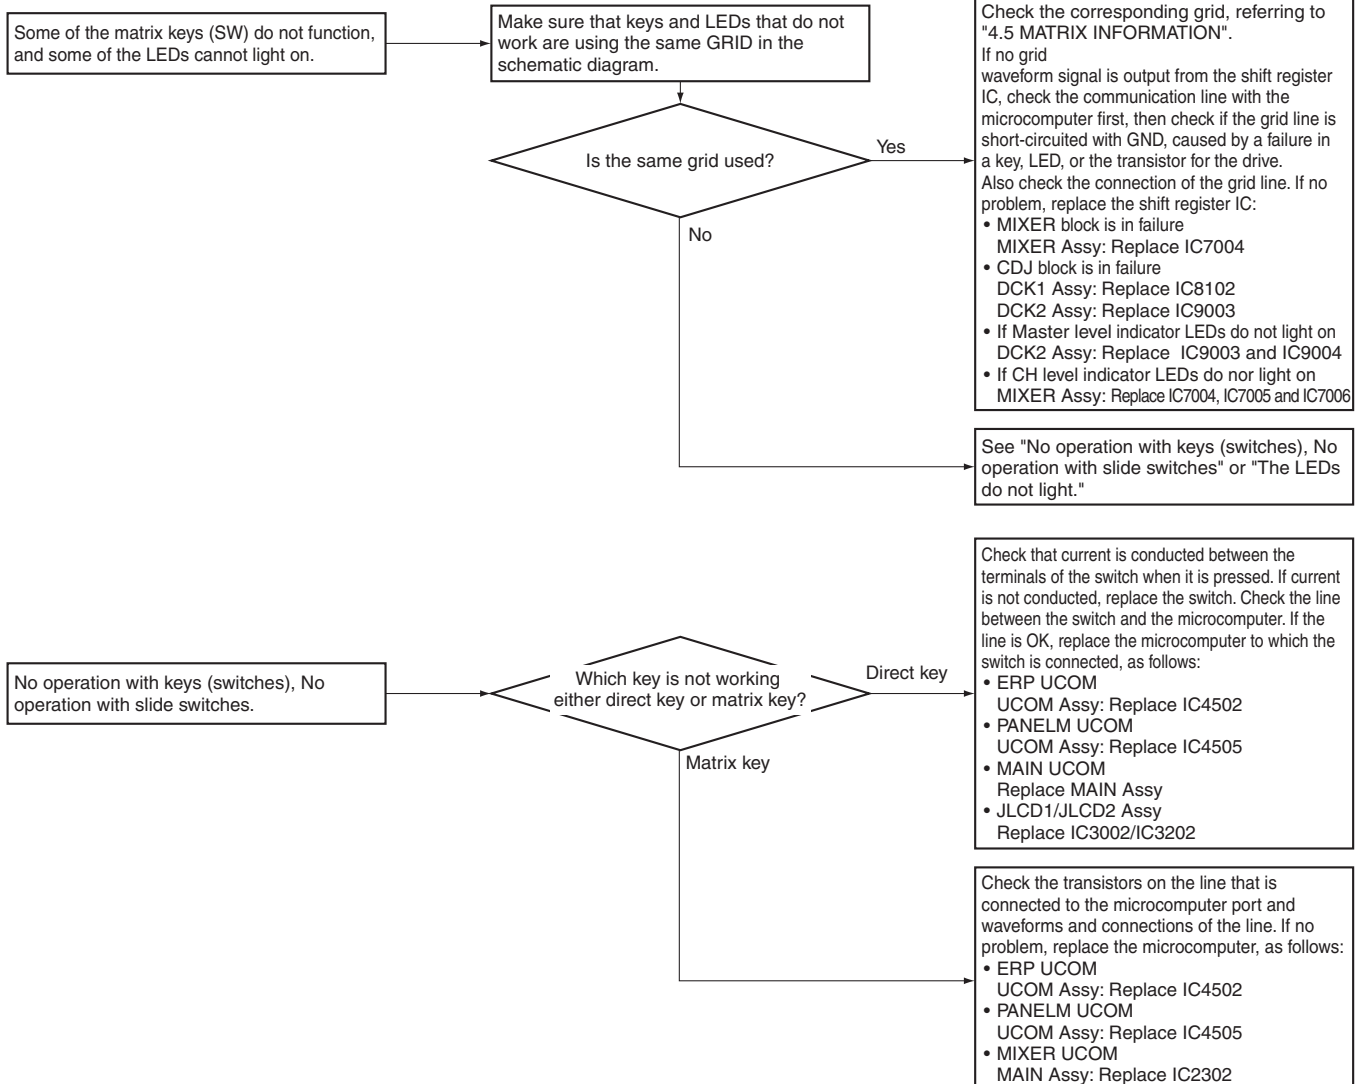 Some of the matrix keys (SW) do not function,
and some of the LEDs cannot light on.
Make sure that keys and LEDs that do not
work are using the same GRID in the
schematic diagram.
Is the same grid used?
Yes
No
Check the corresponding grid, referring to
"4.5 MATRIX INFORMATION".
If no grid
waveform signal is output from the shift register
IC, check the communication line with the
microcomputer first, then check if the grid line is
short-circuited with GND, caused by a failure in
a key, LED, or the transistor for the drive.
Also check the connection of the grid line. If no
problem, replace the shift register IC:
• MIXER block is in failure
MIXER Assy: Replace IC7004
• CDJ block is in failure
DCK1 Assy: Replace IC8102
DCK2 Assy: Replace IC9003
• If Master level indicator LEDs do not light on
DCK2 Assy: Replace IC9003 and IC9004
• If CH level indicator LEDs do nor light on
MIXER Assy: Replace IC7004, IC7005 and IC7006
See "No operation with keys (switches), No
operation with slide switches" or "The LEDs
do not light."
No operation with keys (switches), No
operation with slide switches.
Which key is not working
either direct key or matrix key?
Direct key
Matrix key
Check that current is conducted between the
terminals of the switch when it is pressed. If current
is not conducted, replace the switch. Check the line
between the switch and the microcomputer. If the
line is OK, replace the microcomputer to which the
switch is connected, as follows:
• ERP UCOM
UCOM Assy: Replace IC4502
• PANELM UCOM
UCOM Assy: Replace IC4505
• MAIN UCOM
Replace MAIN Assy
• JLCD1/JLCD2 Assy
Replace IC3002/IC3202
Check the transistors on the line that is
connected to the microcomputer port and
waveforms and connections of the line. If no
problem, replace the microcomputer, as follows:
• ERP UCOM
UCOM Assy: Replace IC4502
• PANELM UCOM
UCOM Assy: Replace IC4505
• MIXER UCOM
MAIN Assy: Replace IC2302